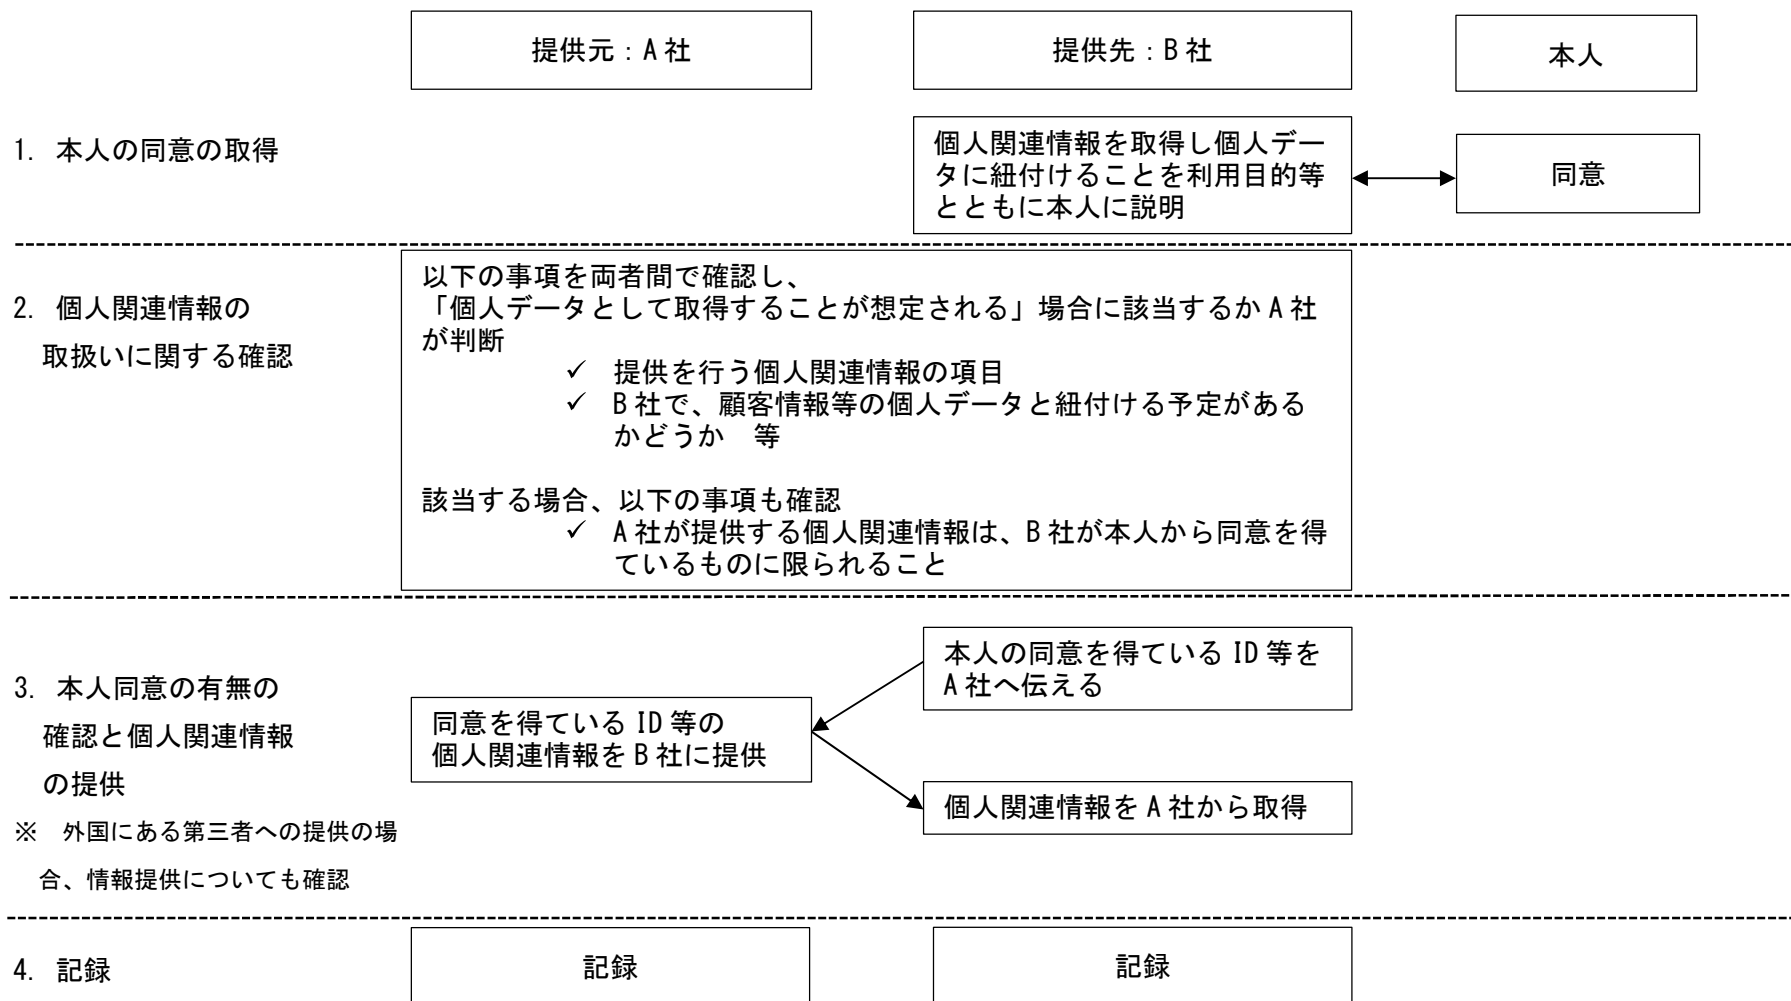 提供元：A社
提供先：B社
本人
1. 本人の同意の取得
個人関連情報を取得し個人デー
タに紐付けることを利用目的等
とともに本人に説明
同意
2. 個人関連情報の
取扱いに関する確認
以下の事項を両者間で確認し、
「個人データとして取得することが想定される」場合に該当するかA社
が判断
✓ 提供を行う個人関連情報の項目
✓ B社で、顧客情報等の個人データと紐付ける予定がある
かどうか　等
該当する場合、以下の事項も確認
✓ A社が提供する個人関連情報は、B社が本人から同意を得
ているものに限られること
3. 本人同意の有無の
確認と個人関連情報
の提供
※　外国にある第三者への提供の場
合、情報提供についても確認
本人の同意を得ているID等を
A社へ伝える
同意を得ているID等の
個人関連情報をB社に提供
個人関連情報をA社から取得
4. 記録
記録
記録